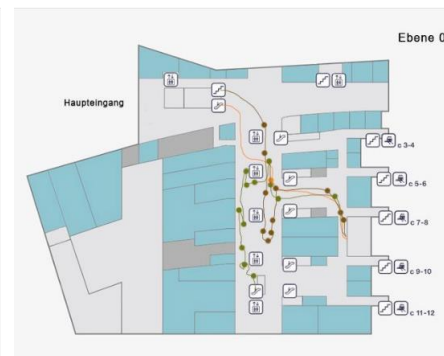 Ebene 0
Haupteingang
c 3-4
c 5-6
c 7-8
c 9-10
c 11-12